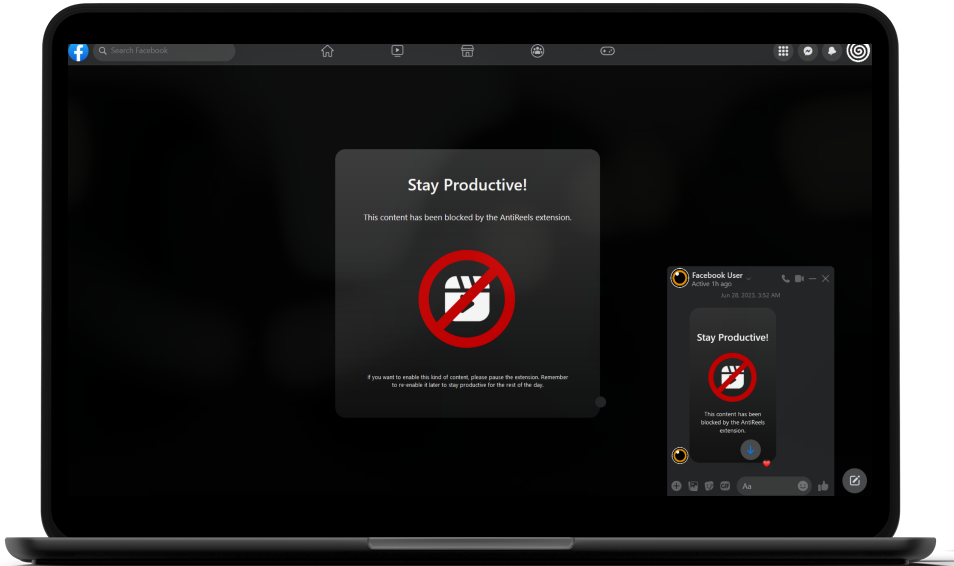 Search Facebook
Stay Productive!
This content has been blocked by the AntiReels extension.
If you want to enable this kind of content, please pause the extension. Remember
to re-enable it later to stay productive for the rest of the day.
Facebook User
Active 1h ago
Jun 28, 2023, 3:52 AM
Stay Productive!
This content has been
blocked by the AntiReels
extension.
GIF
Aa